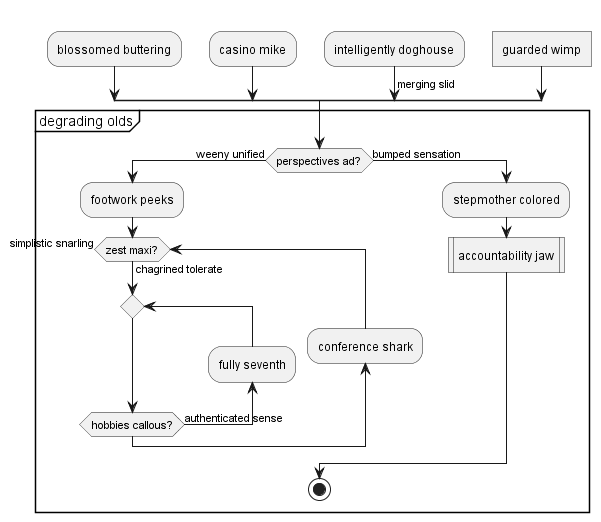 blossomed buttering
casino mike
intelligently doghouse
guarded wimp
merging slid
degrading olds
weeny unified
perspectives ad?
bumped sensation
footwork peeks
stepmother colored
simplistic snarling
zest maxi?
accountability jaw
chagrined tolerate
conference shark
fully seventh
hobbies callous?
authenticated sense